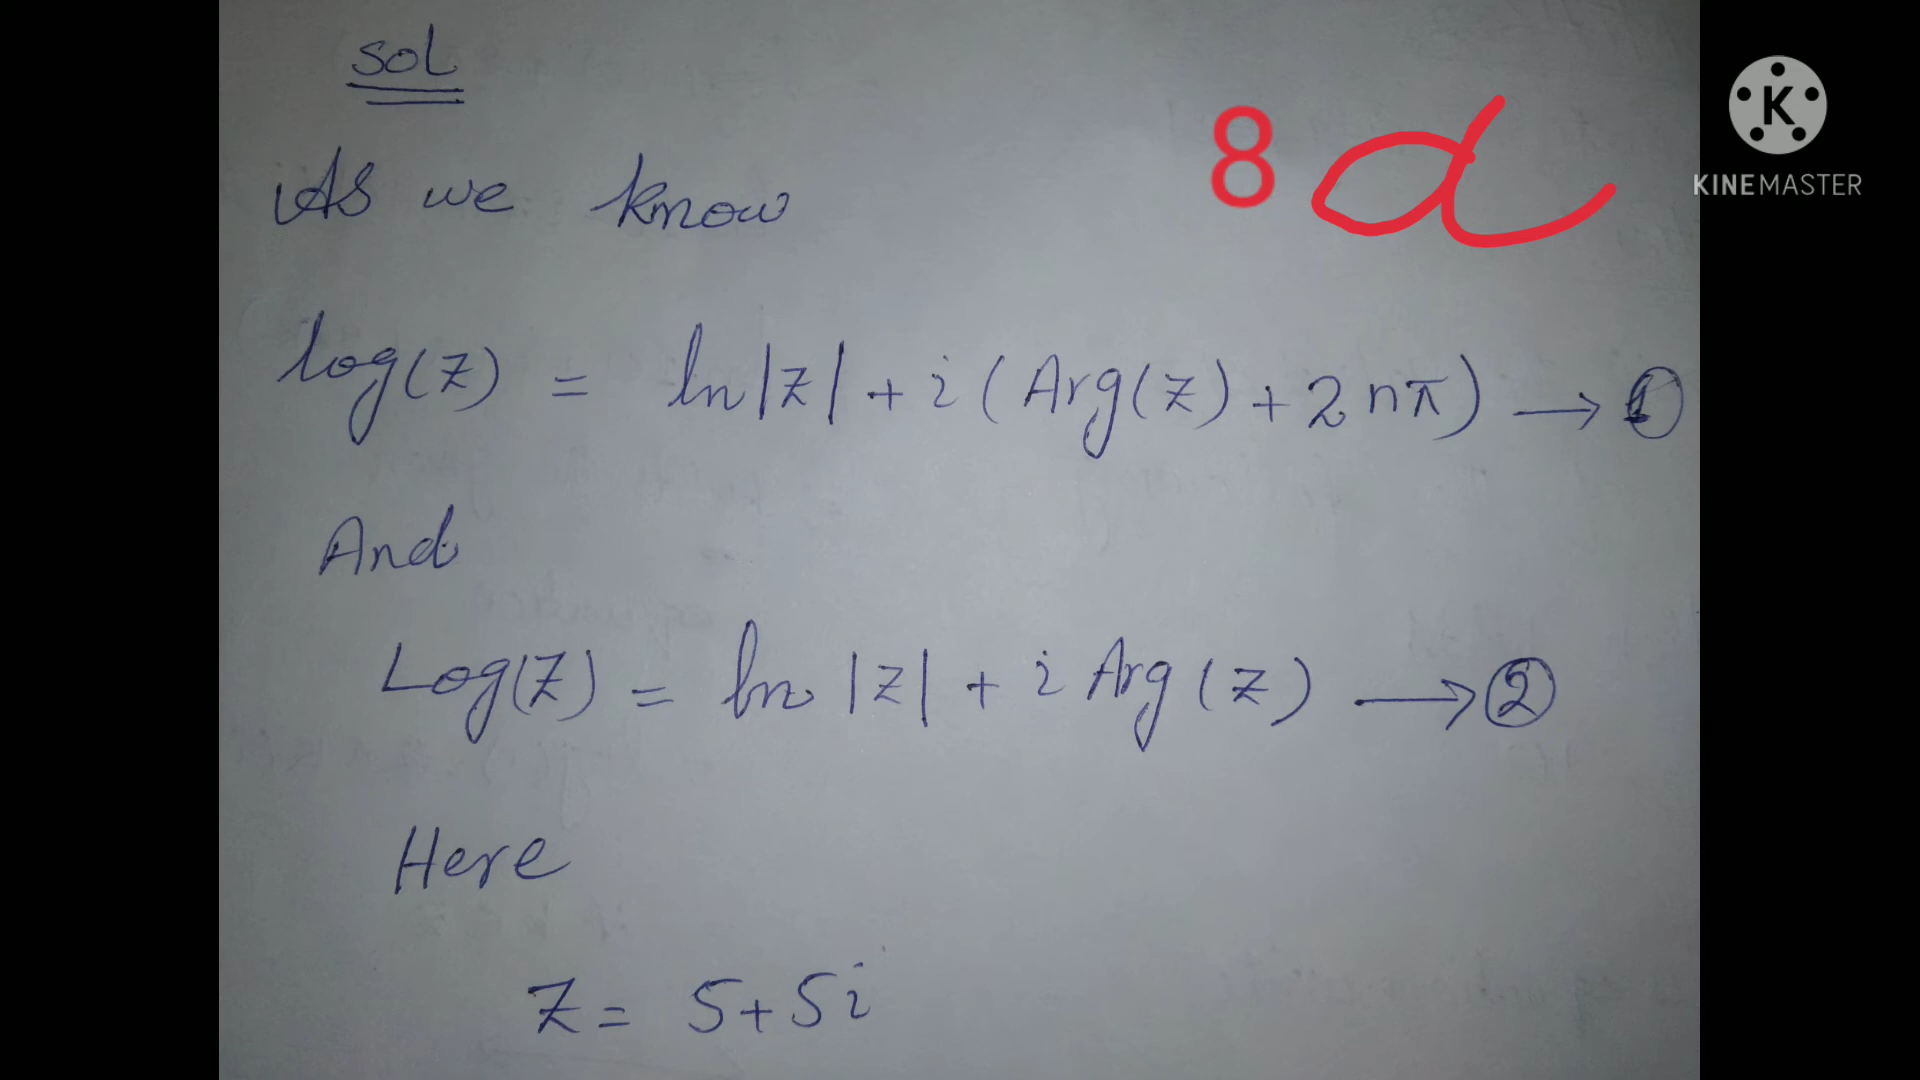 sol
8 d
K
KINEMASTER
As we know
log(z) = ln|z| + i (Arg(z) + 2nπ) → ①
And
Log(z) = ln |z| + i Arg (z) → ②
Here
z = 5+5i